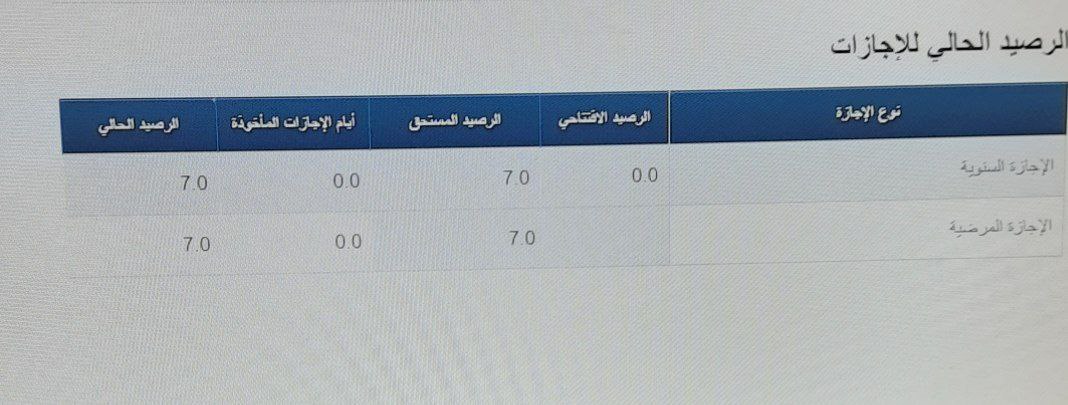 الرصيد الحالي للإجازات
نوع الإجازة الرصيد الافتتاحي الرصيد المستحق أيام الإجازات المأخوذة الرصيد الحالي
الإجازة السنوية 0.0 7.0 0.0 7.0
الإجازة المرضية 7.0 0.0 7.0